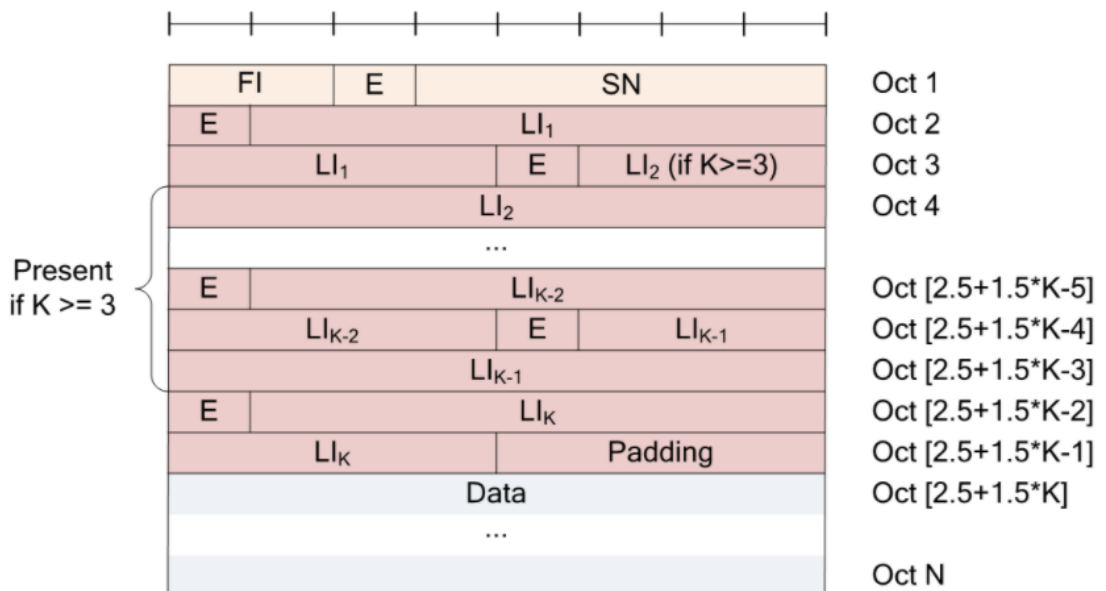 FI E SN Oct 1
E LI₁ Oct 2
LI₁ E LI₂ (if K>=3) Oct 3
LI₂ Oct 4
...
Present
if K >= 3
E LIK-2 Oct [2.5+1.5*K-5]
LIK-2 E LIK-1 Oct [2.5+1.5*K-4]
LIK-1 Oct [2.5+1.5*K-3]
E LIK Oct [2.5+1.5*K-2]
LIK Padding Oct [2.5+1.5*K-1]
Data Oct [2.5+1.5*K]
...
Oct N